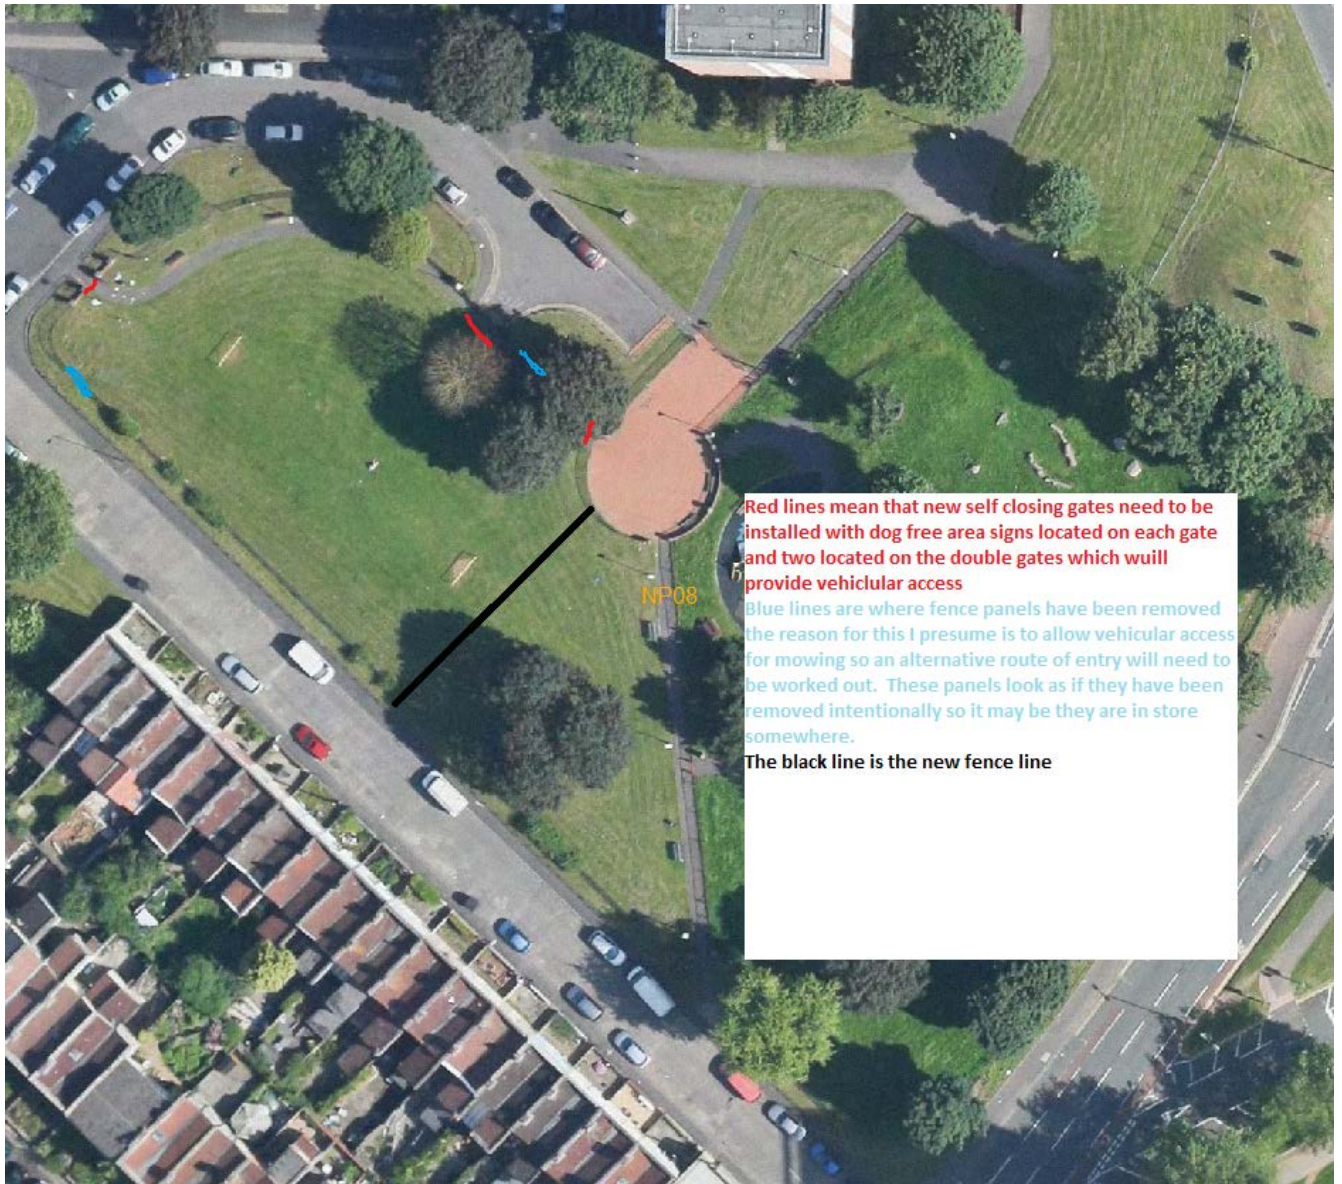 NP08
Red lines mean that new self closing gates need to be
installed with dog free area signs located on each gate
and two located on the double gates which wuill
provide vehiclular access
Blue lines are where fence panels have been removed
the reason for this I presume is to allow vehicular access
for mowing so an alternative route of entry will need to
be worked out.  These panels look as if they have been
removed intentionally so it may be they are in store
somewhere.
The black line is the new fence line